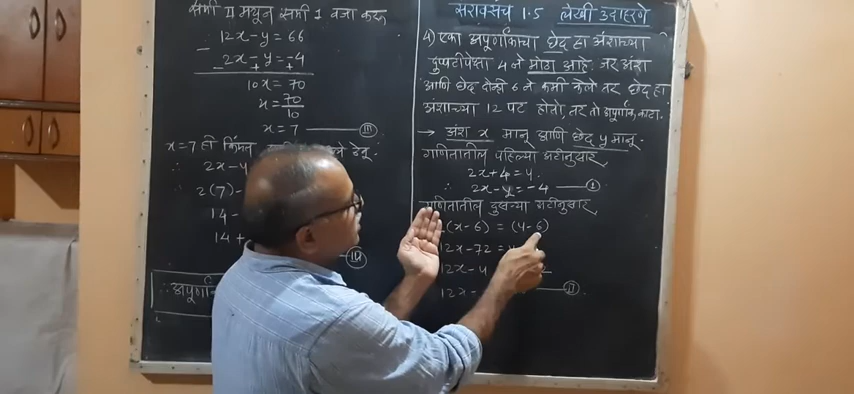 समी II मधून समी 1 वजा करू
12x - y = 66
- 2x - y = -4
- + +
10x = 70
x = 70/10
x = 7 —— III
x = 7 ही किंमत
∴ 2x - y
2(7) -
14 -
14 +
∴ अपूर्णां
सरावसंच 1.5 लेखी उदाहरणे
4) एका अपूर्णांकाचा छेद हा अंशाच्या
दुप्पटीपेक्षा 4 ने मोठा आहे. जर अंश
आणि छेद दोन्ही 6 ने कमी केले तर छेद हा
अंशाच्या 12 पट होतो, तर तो अपूर्णांक काढा.
→ अंश x मानू आणि छेद y मानू.
गणितातील पहिल्या अटीनुसार
2x + 4 = y.
∴ 2x - y = -4 —— I
गणितातील दुसऱ्या अटीनुसार
(x - 6) = (y - 6)
12x - 72 = y
12x - y
12x - —— II